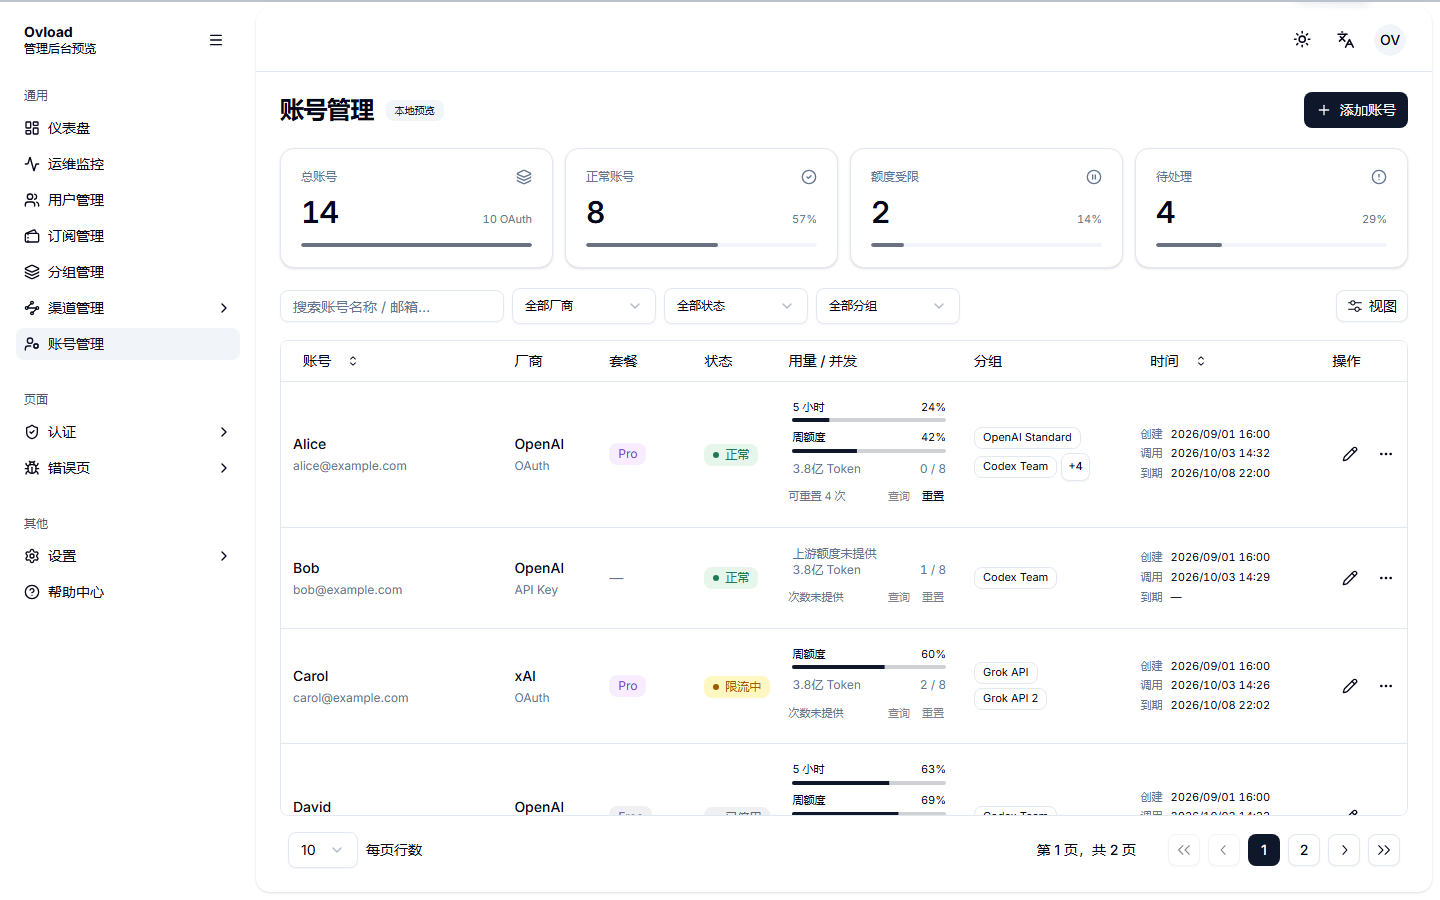 Ovload
管理后台预览
OV
通用
仪表盘
运维监控
用户管理
订阅管理
分组管理
渠道管理
账号管理
页面
认证
错误页
其他
设置
帮助中心
账号管理 本地预览
添加账号
总账号
14 10 OAuth
正常账号
8 57%
额度受限
2 14%
待处理
4 29%
搜索账号名称 / 邮箱... 全部厂商 全部状态 全部分组 视图
账号 厂商 套餐 状态 用量 / 并发 分组 时间 操作
Alice
alice@example.com
OpenAI
OAuth
Pro
正常
5 小时 24%
周额度 42%
3.8亿 Token 0 / 8
可重置 4 次 查询 重置
OpenAI Standard
Codex Team +4
创建 2026/09/01 16:00
调用 2026/10/03 14:32
到期 2026/10/08 22:00
Bob
bob@example.com
OpenAI
API Key
—
正常
上游额度未提供
3.8亿 Token 1 / 8
次数未提供 查询 重置
Codex Team
创建 2026/09/01 16:00
调用 2026/10/03 14:29
到期 —
Carol
carol@example.com
xAI
OAuth
Pro
限流中
周额度 60%
3.8亿 Token 2 / 8
次数未提供 查询 重置
Grok API
Grok API 2
创建 2026/09/01 16:00
调用 2026/10/03 14:26
到期 2026/10/08 22:02
David
OpenAI
5 小时 63%
周额度 69%
Codex Team
创建 2026/09/01 16:00
10 每页行数
第 1 页，共 2 页
1 2